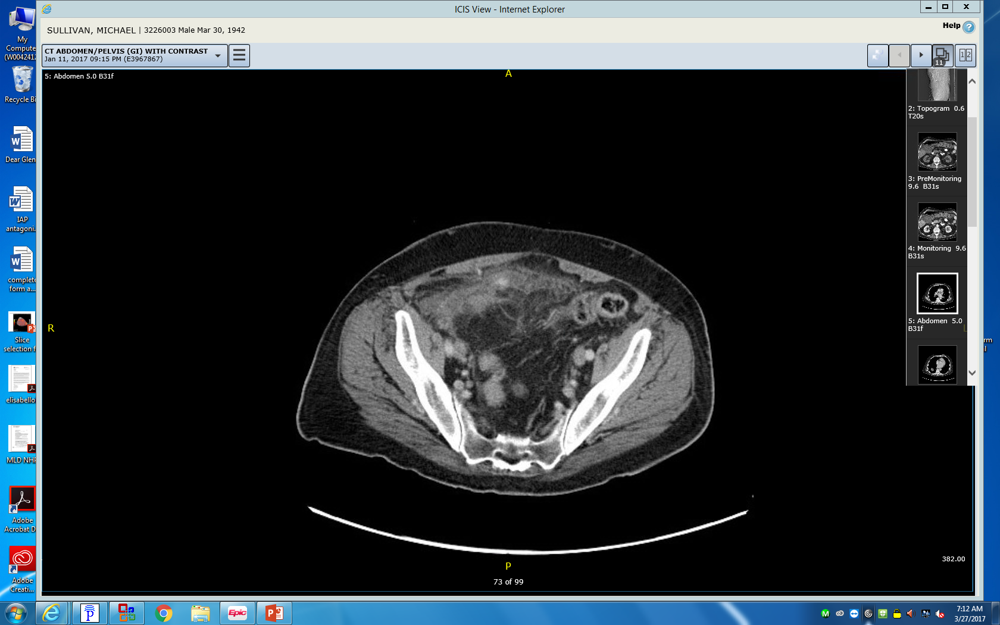 ICIS View - Internet Explorer
SULLIVAN, MICHAEL | 3226003 Male Mar 30, 1942
Help ?
CT ABDOMEN/PELVIS (GI) WITH CONTRAST
Jan 11, 2017 09:15 PM (E3967867)
11
1 2
5: Abdomen 5.0 B31f
A
R
L
P
73 of 99
382.00
2: Topogram 0.6
T20s
3: PreMonitoring
9.6 B31s
4: Monitoring 9.6
B31s
5: Abdomen 5.0
B31f
My
Compute
(W0042412
Recycle Bi
Dear Glen
W
IAP
antagoni...
W
complete
form a...
W
Slice
selection f
P
elisabello
MLD NHP
Adobe
Acrobat D
Adobe
Creati...
rm
Epic
P
M
7:12 AM
3/27/2017